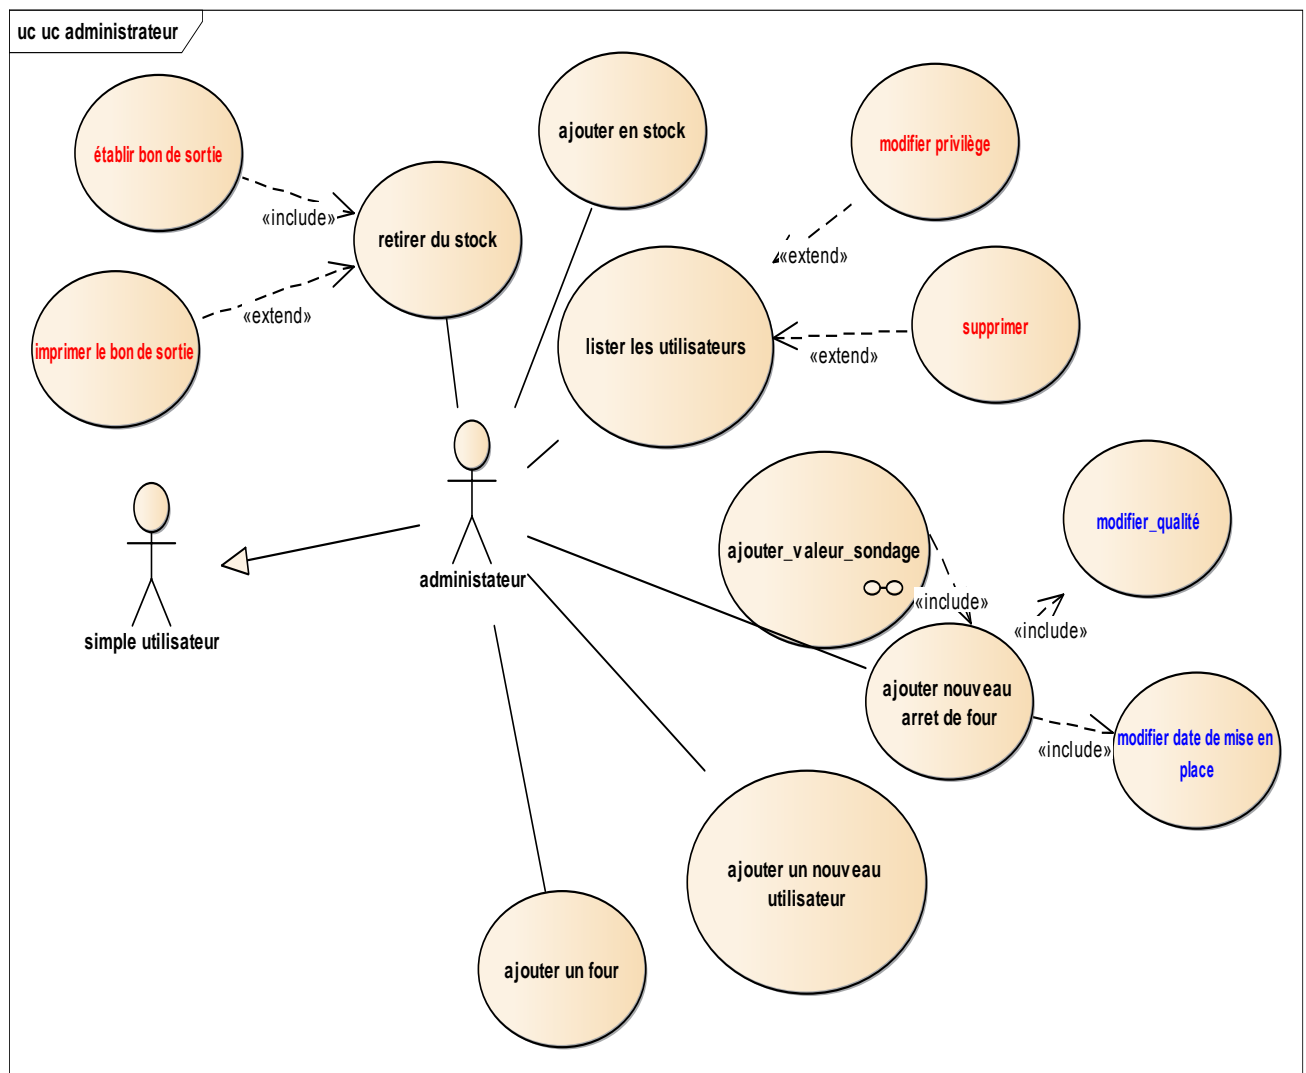 uc uc administrateur
établir bon de sortie
«include»
retirer du stock
ajouter en stock
modifier privilège
«extend»
imprimer le bon de sortie
«extend»
lister les utilisateurs
supprimer
«extend»
simple utilisateur
administateur
ajouter_valeur_sondage
«include»
modifier_qualité
«include»
ajouter nouveau
arret de four
modifier date de mise en
place
«include»
ajouter un nouveau
utilisateur
ajouter un four